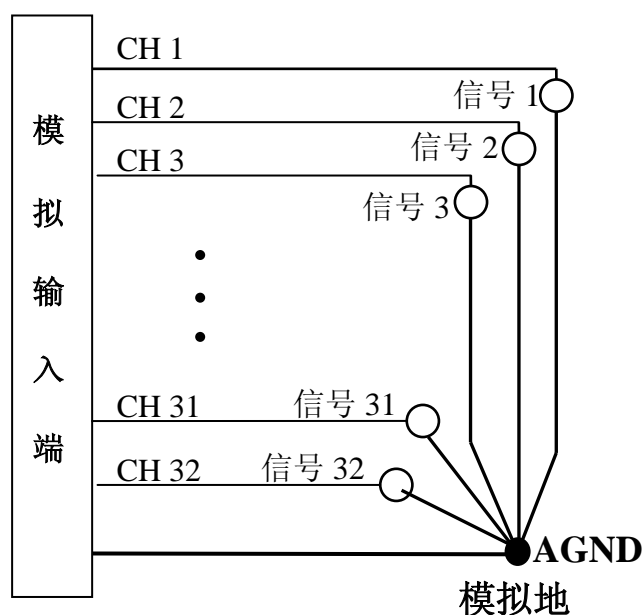 模拟输入端
CH 1
信号 1
CH 2
信号 2
CH 3
信号 3
CH 31
信号 31
CH 32
信号 32
AGND
模拟地